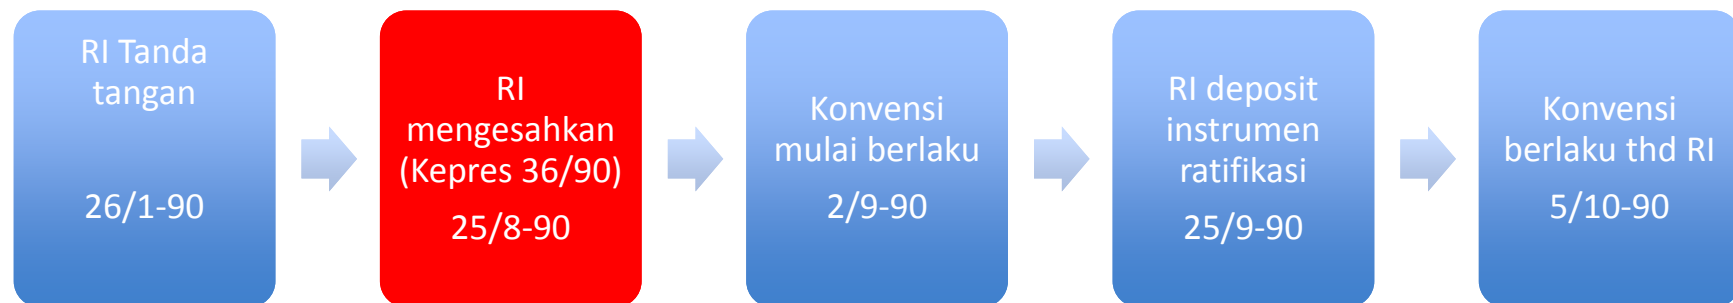 RI Tanda
tangan
26/1-90
RI
mengesahkan
(Kepres 36/90)
25/8-90
Konvensi
mulai berlaku
2/9-90
RI deposit
instrumen
ratifikasi
25/9-90
Konvensi
berlaku thd RI
5/10-90